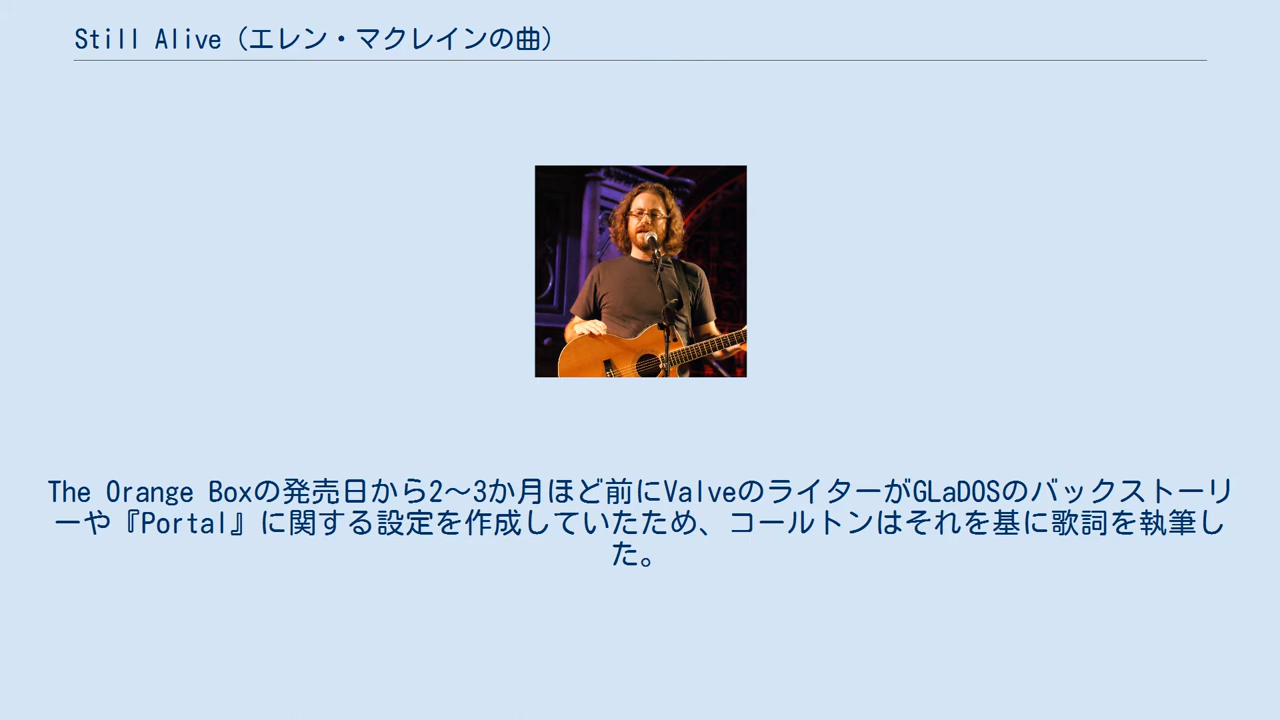 Still Alive（エレン・マクレインの曲）
The Orange Boxの発売日から2〜3か月ほど前にValveのライターがGLaDOSのバックストーリ
ーや『Portal』に関する設定を作成していたため、コールトンはそれを基に歌詞を執筆し
た。